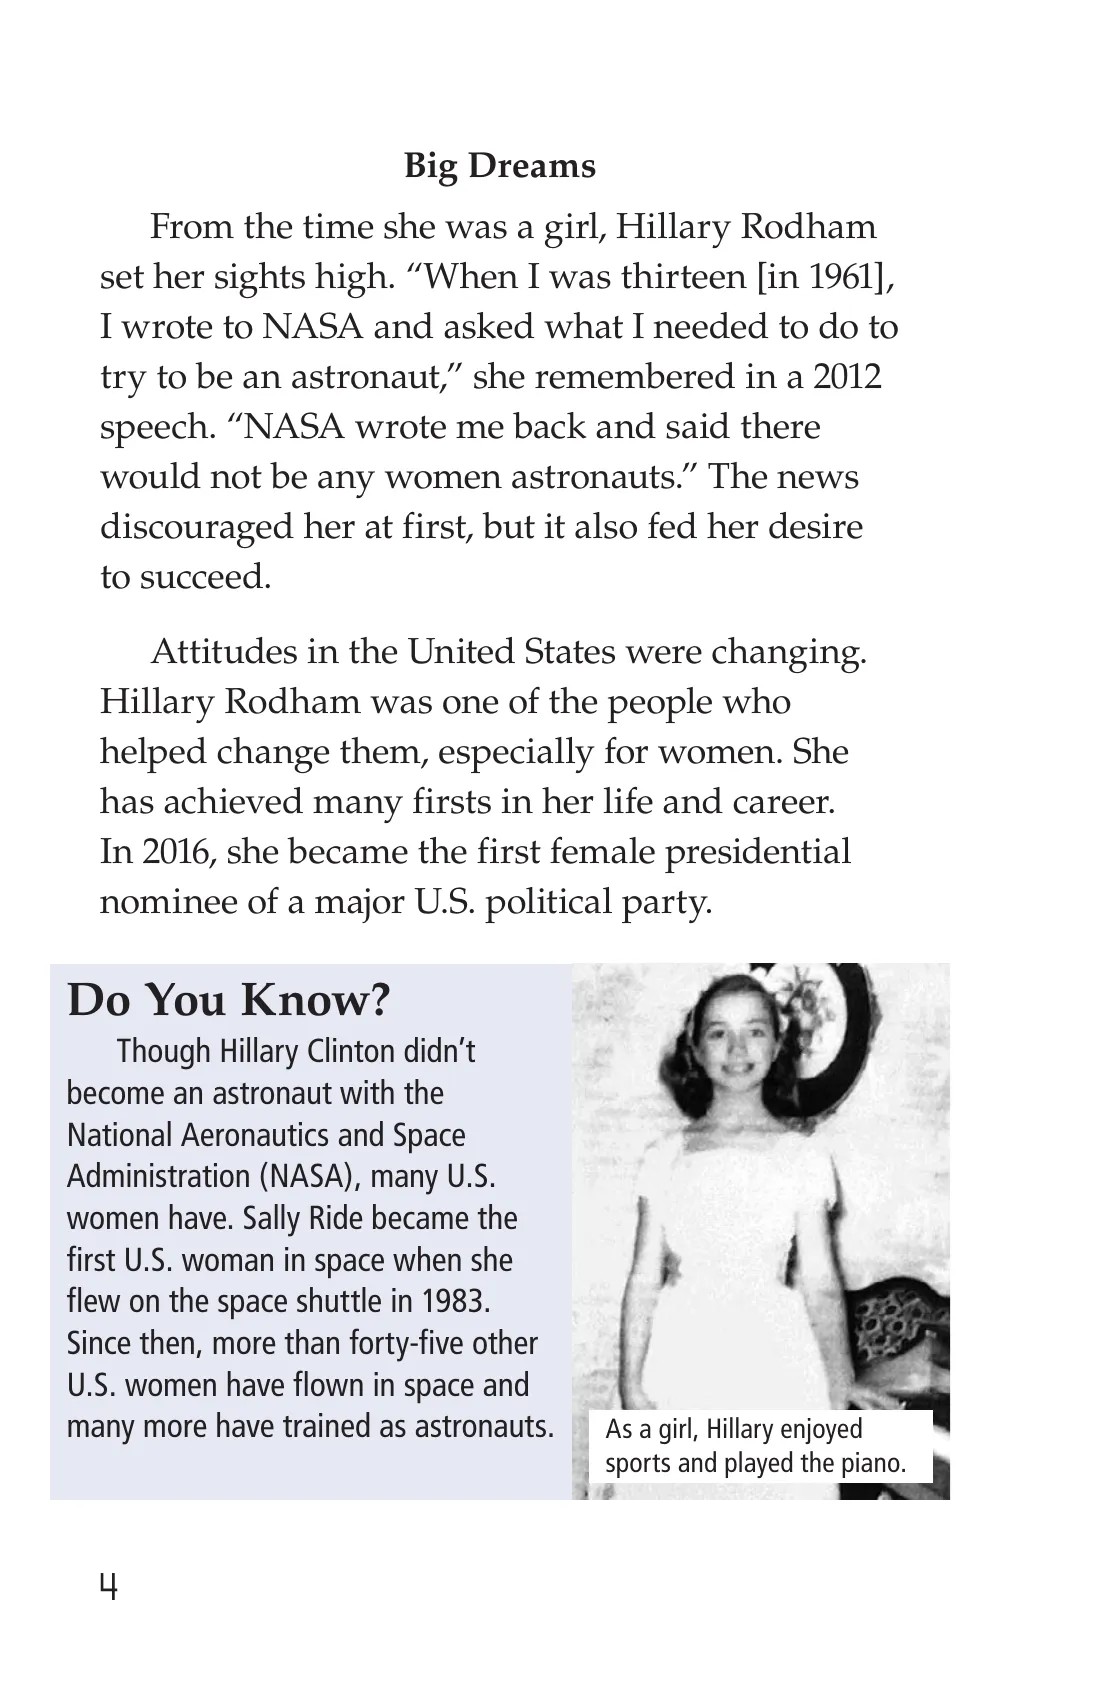 Big Dreams
From the time she was a girl, Hillary Rodham
set her sights high. “When I was thirteen [in 1961],
I wrote to NASA and asked what I needed to do to
try to be an astronaut,” she remembered in a 2012
speech. “NASA wrote me back and said there
would not be any women astronauts.” The news
discouraged her at first, but it also fed her desire
to succeed.
Attitudes in the United States were changing.
Hillary Rodham was one of the people who
helped change them, especially for women. She
has achieved many firsts in her life and career.
In 2016, she became the first female presidential
nominee of a major U.S. political party.
Do You Know?
Though Hillary Clinton didn’t
become an astronaut with the
National Aeronautics and Space
Administration (NASA), many U.S.
women have. Sally Ride became the
first U.S. woman in space when she
flew on the space shuttle in 1983.
Since then, more than forty-five other
U.S. women have flown in space and
many more have trained as astronauts.
As a girl, Hillary enjoyed
sports and played the piano.
4